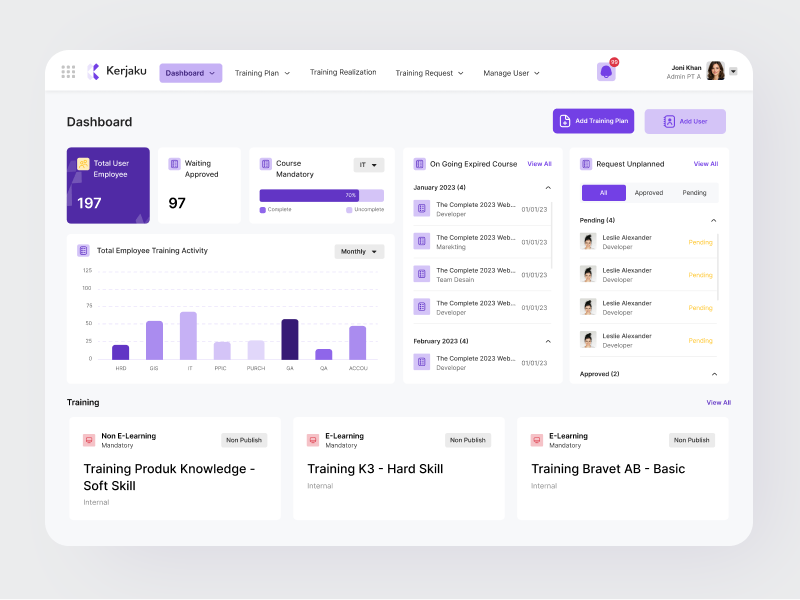 Kerjaku
Dashboard
Training Plan
Training Realization
Training Request
Manage User
99
Joni Khan
Admin PT A
Dashboard
Add Training Plan
Add User
Total User
Employee
197
Waiting
Approved
97
Course
Mandatory
IT
70%
Complete
Uncomplete
Total Employee Training Activity
Monthly
125
100
75
50
25
0
HRD
GIS
IT
PPIC
PURCH
GA
QA
ACCOU
On Going Expired Course
View All
January 2023 (4)
The Complete 2023 Web...
Developer
01/01/23
The Complete 2023 Web...
Marekting
01/01/23
The Complete 2023 Web...
Team Desain
01/01/23
The Complete 2023 Web...
Developer
01/01/23
February 2023 (4)
The Complete 2023 Web...
Developer
01/01/23
Request Unplanned
View All
All
Approved
Pending
Pending (4)
Leslie Alexander
Developer
Pending
Leslie Alexander
Developer
Pending
Leslie Alexander
Developer
Pending
Leslie Alexander
Developer
Pending
Approved (2)
Training
View All
Non E-Learning
Mandatory
Non Publish
Training Produk Knowledge -
Soft Skill
Internal
E-Learning
Mandatory
Non Publish
Training K3 - Hard Skill
Internal
E-Learning
Mandatory
Non Publish
Training Bravet AB - Basic
Internal